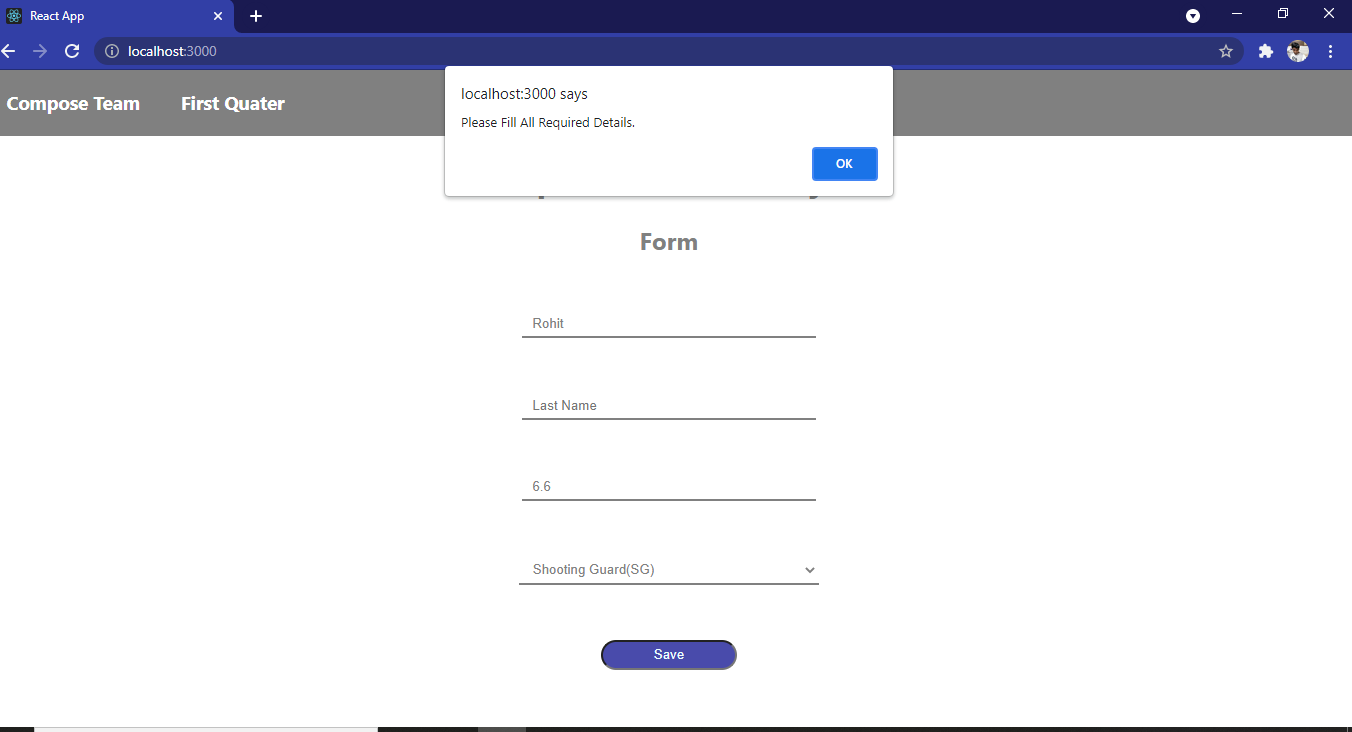 React App
localhost:3000
Compose Team First Quater
localhost:3000 says
Please Fill All Required Details.
OK
Form
Rohit
Last Name
6.6
Shooting Guard(SG)
Save